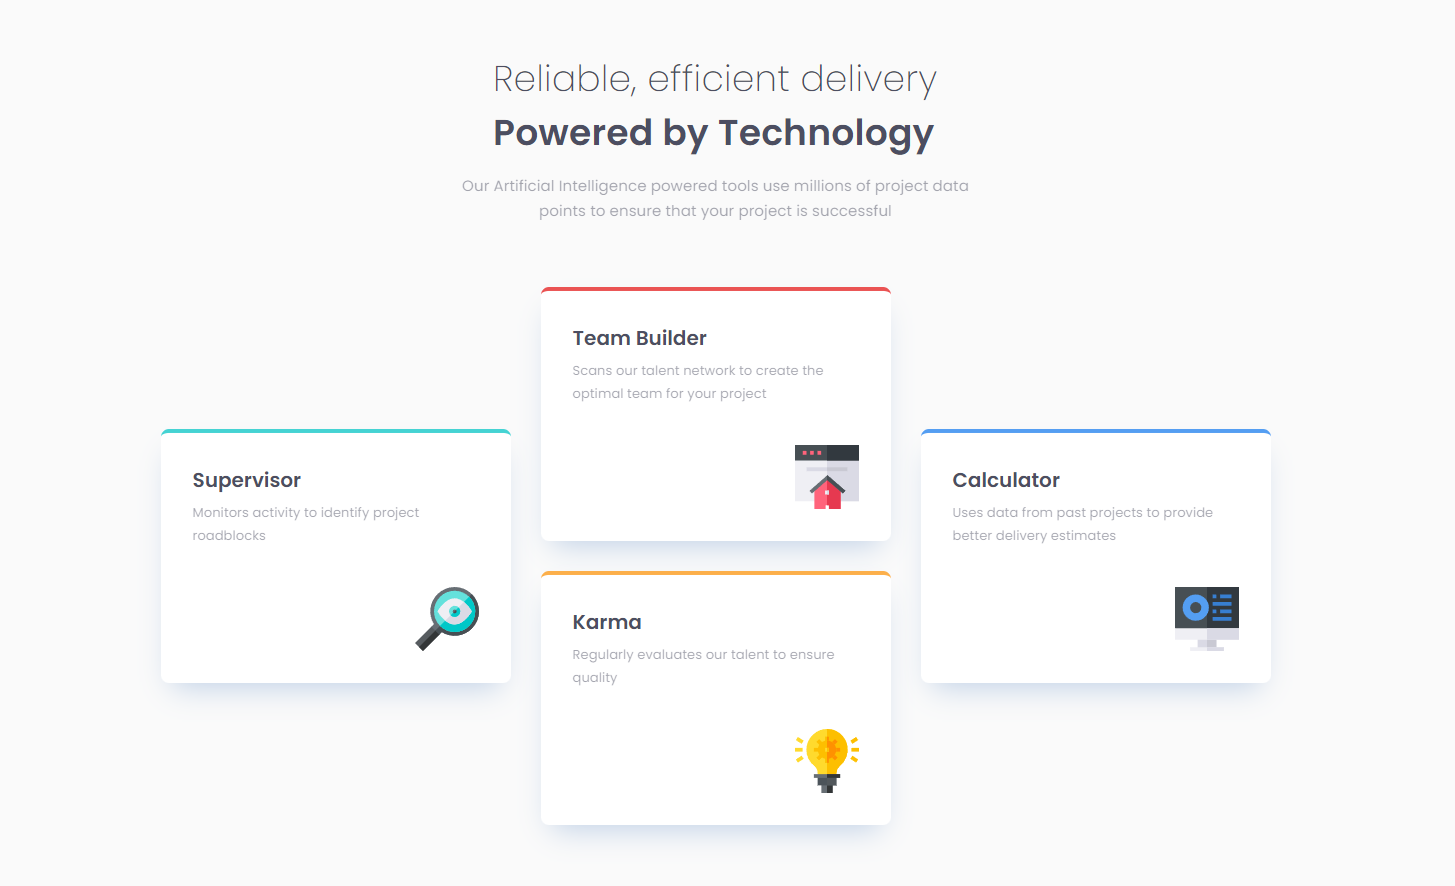 Reliable, efficient delivery
Powered by Technology
Our Artificial Intelligence powered tools use millions of project data
points to ensure that your project is successful
Supervisor
Monitors activity to identify project
roadblocks
Team Builder
Scans our talent network to create the
optimal team for your project
Karma
Regularly evaluates our talent to ensure
quality
Calculator
Uses data from past projects to provide
better delivery estimates